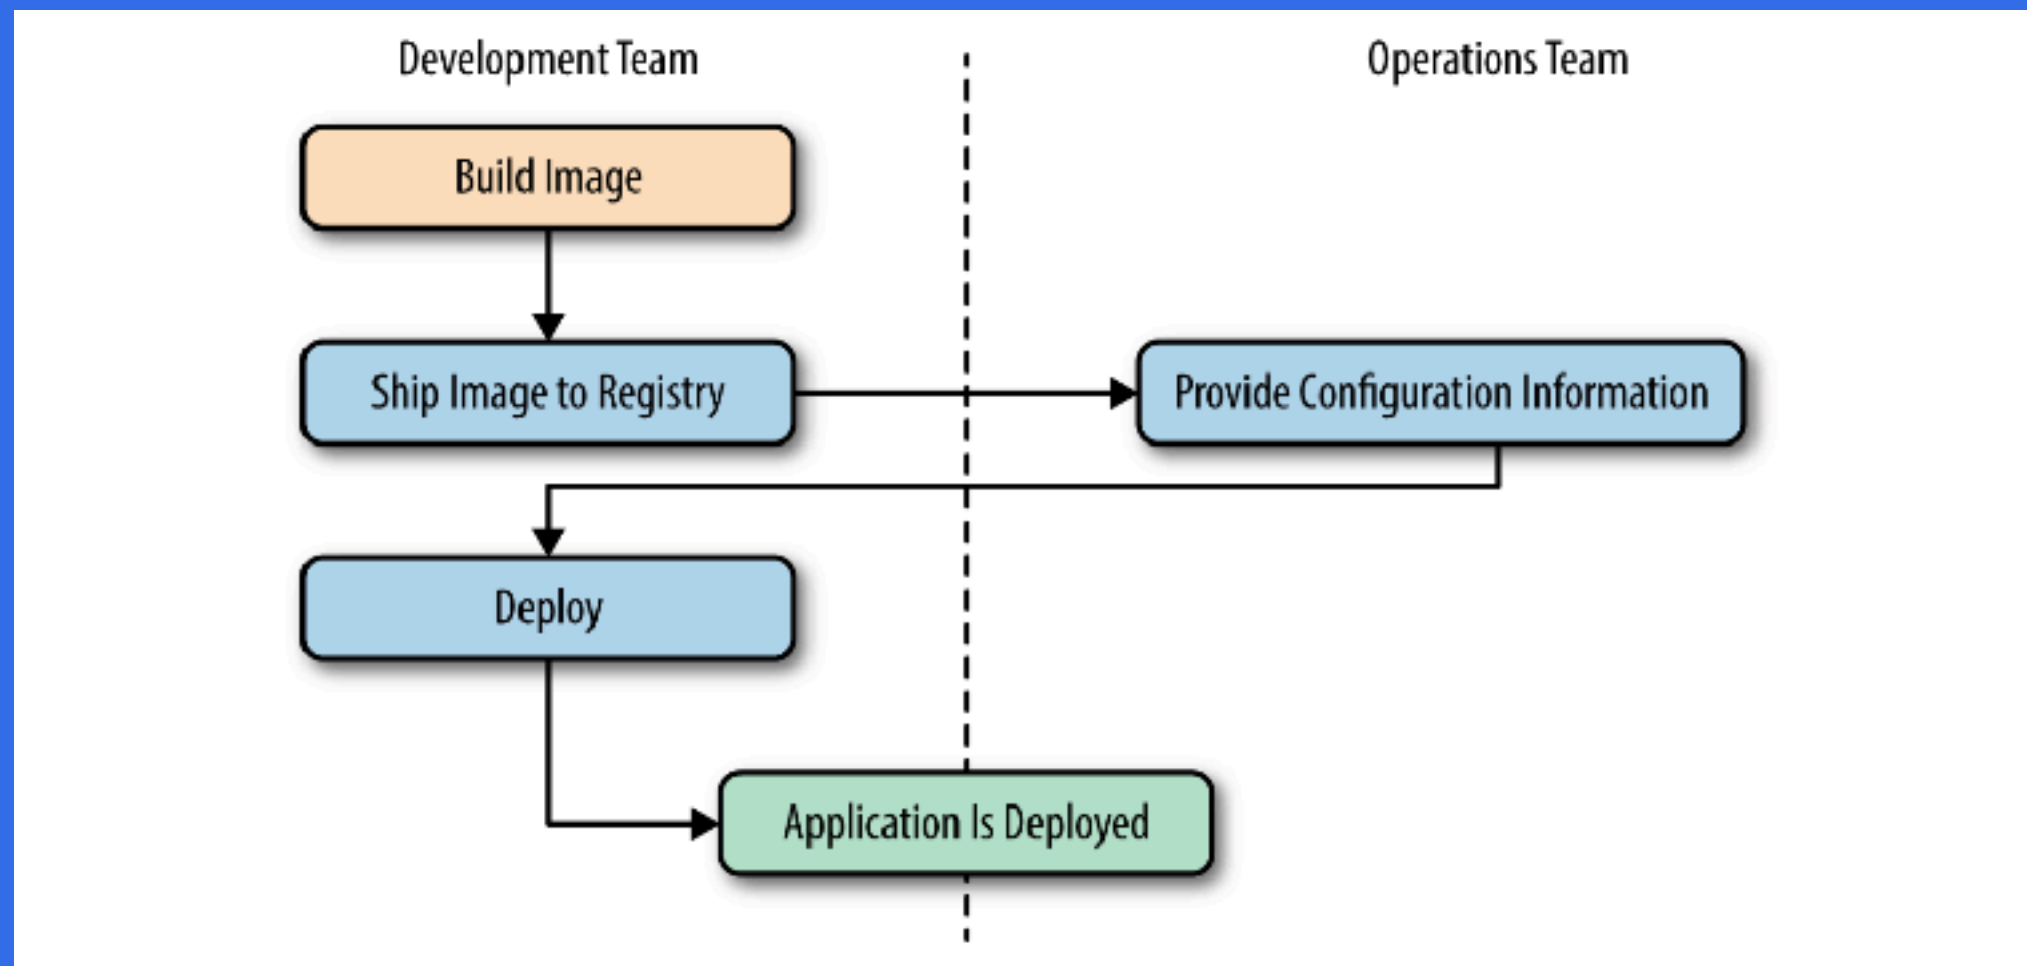 Development Team
Operations Team
Build Image
Ship Image to Registry
Provide Configuration Information
Deploy
Application Is Deployed